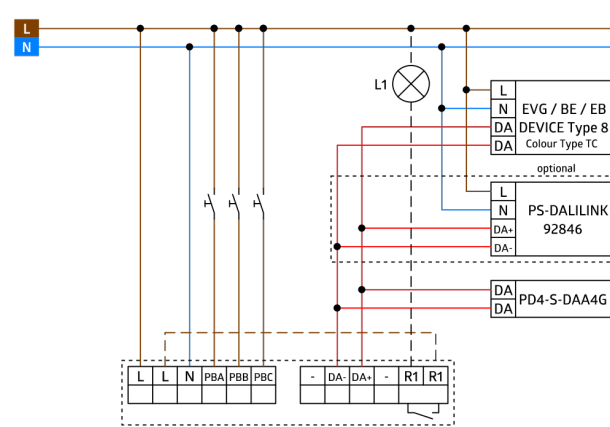 L
N
L1
L
N
DA
DA
EVG / BE / EB
DEVICE Type 8
Colour Type TC
optional
L
N
DA+
DA-
PS-DALILINK
92846
DA
DA
PD4-S-DAA4G
L L N PBA PBB PBC - DA- DA+ - R1 R1